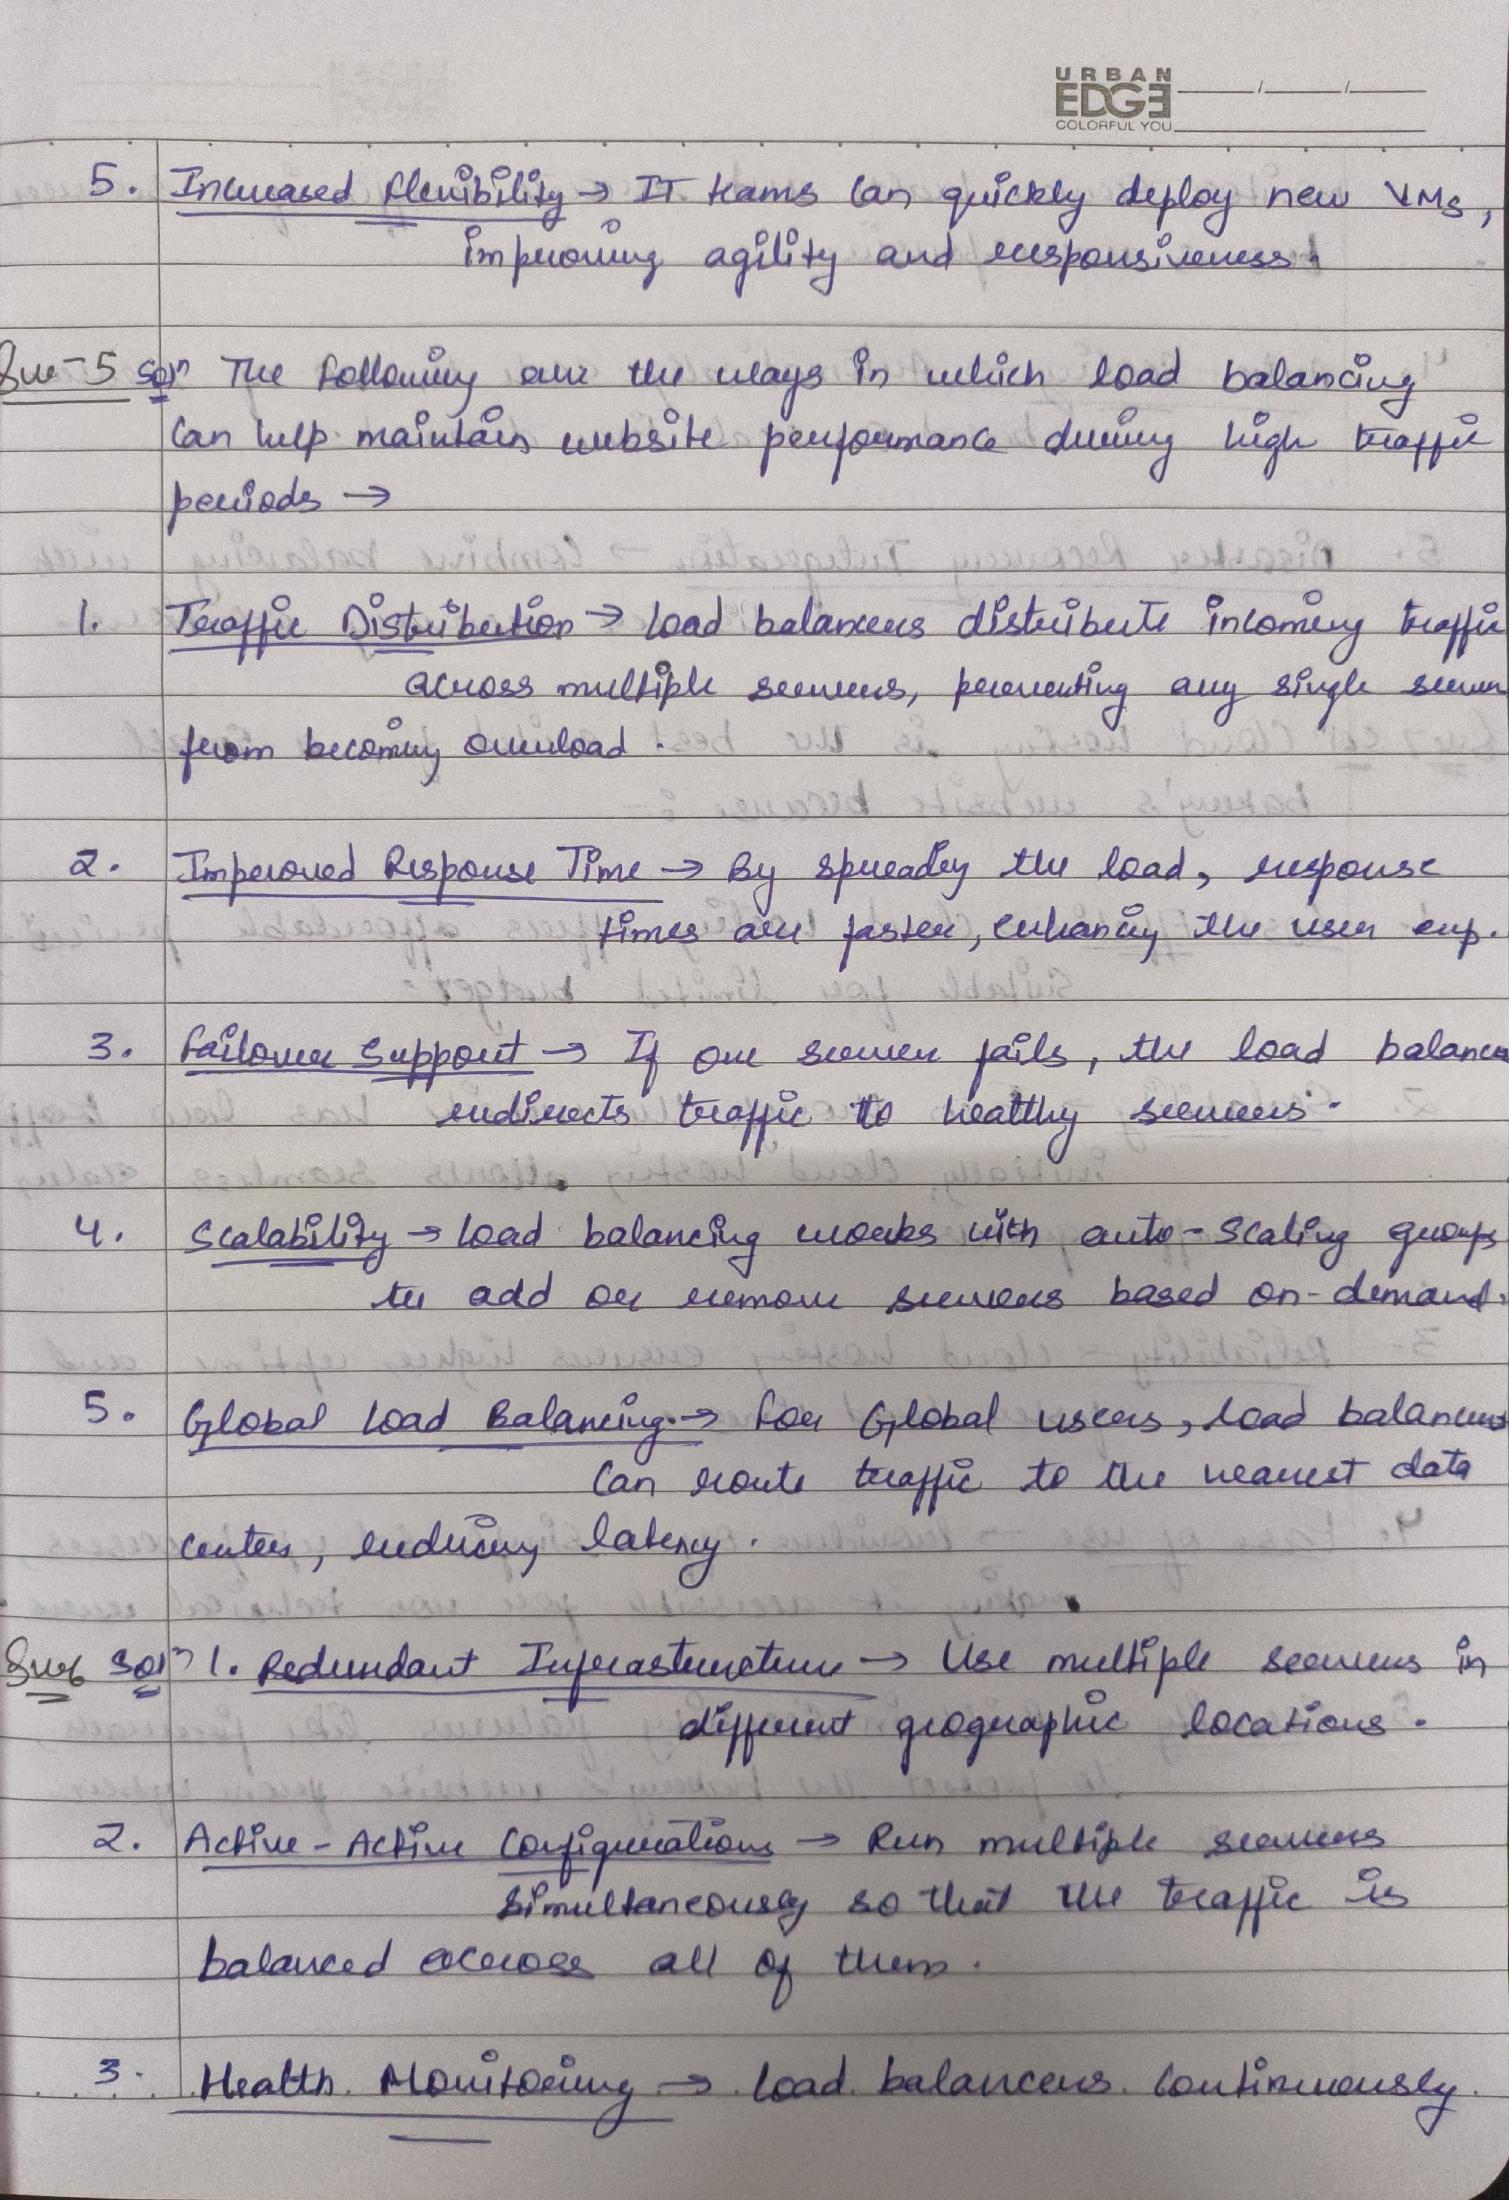 URBAN
EDGE
COLORFUL YOU
5. Increased Flexibility → IT teams can quickly deploy new VMs,
improving agility and responsiveness.
Que-5 Solⁿ The following are the ways in which load balancing
can help maintain website performance during high traffic
periods →
1. Traffic Distribution → Load balancers distribute incoming traffic
across multiple servers, preventing any single server
from becoming overload.
2. Improved Response Time → By spreading the load, response
times are faster, enhancing the user exp.
3. Failover Support → If one server fails, the load balancer
redirects traffic to healthy servers.
4. Scalability → Load balancing works with auto-scaling groups
to add or remove servers based on-demand.
5. Global Load Balancing → For Global users, load balancers
can route traffic to the nearest data
centers, reducing latency.
Que6 Solⁿ 1. Redundant Infrastructure → Use multiple servers in
different geographic locations.
2. Active-Active Configurations → Run multiple servers
simultaneously so that the traffic is
balanced across all of them.
3. Health Monitoring → Load balancers continuously